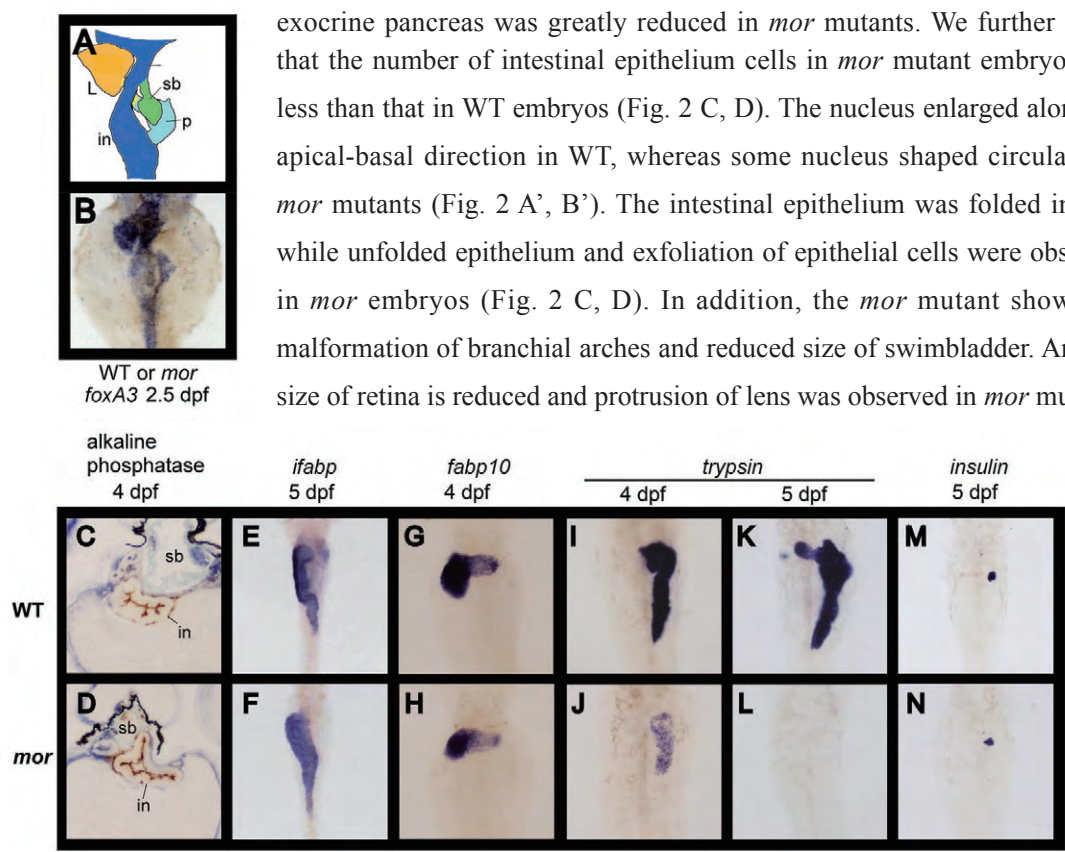 exocrine pancreas was greatly reduced in mor mutants. We further
that the number of intestinal epithelium cells in mor mutant embryo
less than that in WT embryos (Fig. 2 C, D). The nucleus enlarged alon
apical-basal direction in WT, whereas some nucleus shaped circula
mor mutants (Fig. 2 A', B'). The intestinal epithelium was folded in
while unfolded epithelium and exfoliation of epithelial cells were obs
in mor embryos (Fig. 2 C, D). In addition, the mor mutant show
malformation of branchial arches and reduced size of swimbladder. An
size of retina is reduced and protrusion of lens was observed in mor mu
A
L
sb
in
p
B
WT or mor
foxA3 2.5 dpf
alkaline
phosphatase
4 dpf
ifabp
5 dpf
fabp10
4 dpf
trypsin
4 dpf 5 dpf
insulin
5 dpf
WT
C sb in
E
G
I
K
M
mor
D sb in
F
H
J
L
N